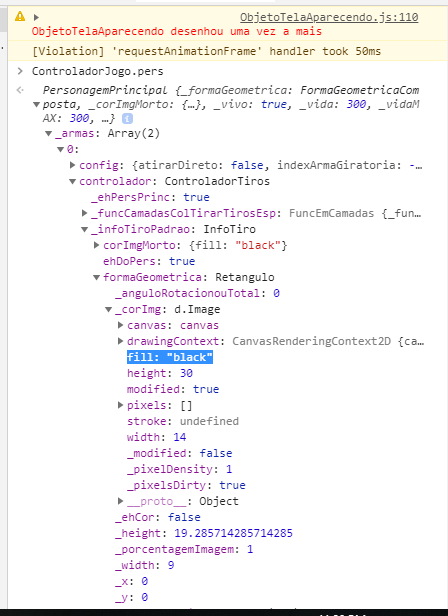 ObjetoTelaAparecendo.js:110
ObjetoTelaAparecendo desenhou uma vez a mais
[Violation] 'requestAnimationFrame' handler took 50ms
ControladorJogo.pers
PersonagemPrincipal {_formaGeometrica: FormaGeometricaCom
posta, _corImgMorto: {…}, _vivo: true, _vida: 300, _vidaM
AX: 300, …}
_armas: Array(2)
0:
config: {atirarDireto: false, indexArmaGiratoria: -…
controlador: ControladorTiros
_ehPersPrinc: true
_funcCamadasColTirarTirosEsp: FuncEmCamadas {_fun…
_infoTiroPadrao: InfoTiro
corImgMorto: {fill: "black"}
ehDoPers: true
formaGeometrica: Retangulo
_anguloRotacionouTotal: 0
_corImg: d.Image
canvas: canvas
drawingContext: CanvasRenderingContext2D {ca…
fill: "black"
height: 30
modified: true
pixels: []
stroke: undefined
width: 14
_modified: false
_pixelDensity: 1
_pixelsDirty: true
__proto__: Object
_ehCor: false
_height: 19.285714285714285
_porcentagemImagem: 1
_width: 9
_x: 0
_y: 0